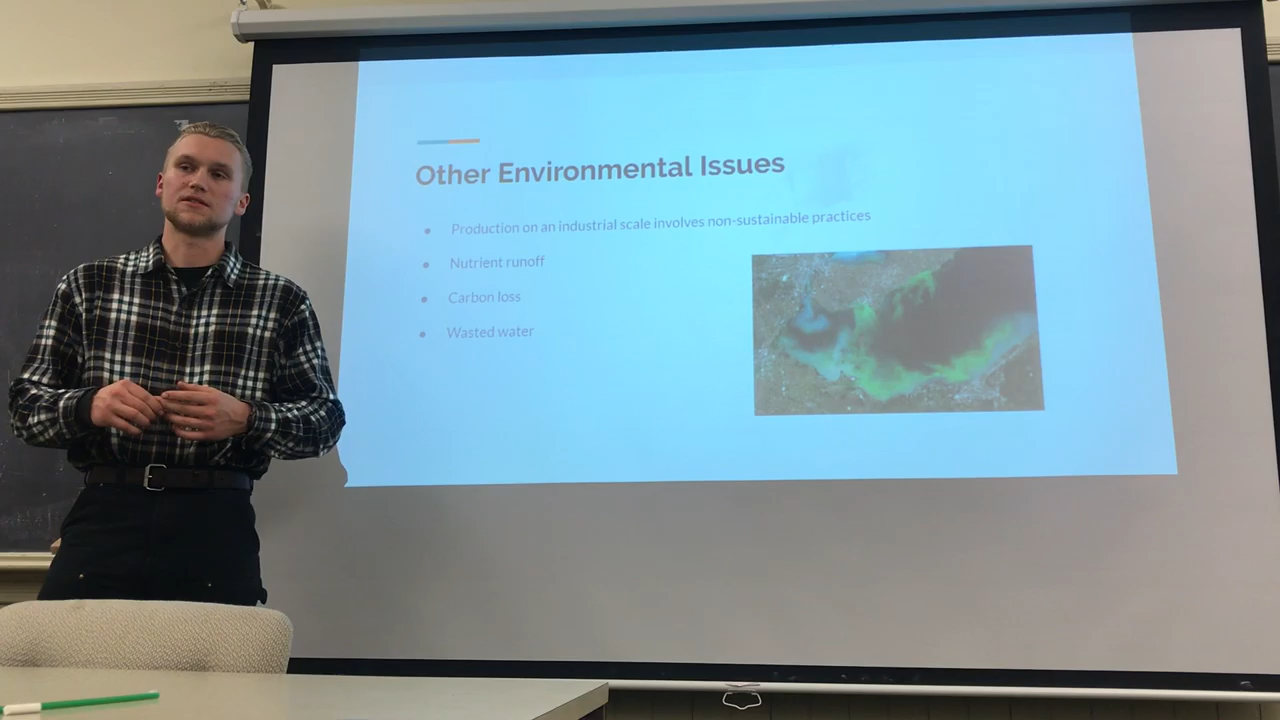 Other Environmental Issues
● Production on an industrial scale involves non-sustainable practices
● Nutrient runoff
● Carbon loss
● Wasted water